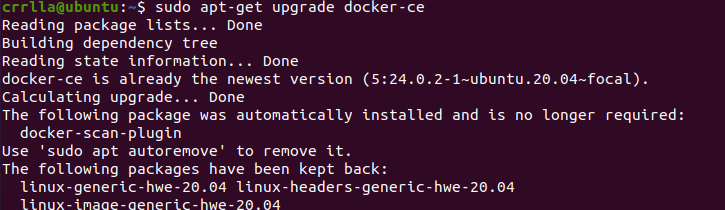 crrlla@ubuntu:~$ sudo apt-get upgrade docker-ce
Reading package lists... Done
Building dependency tree
Reading state information... Done
docker-ce is already the newest version (5:24.0.2-1~ubuntu.20.04~focal).
Calculating upgrade... Done
The following package was automatically installed and is no longer required:
  docker-scan-plugin
Use 'sudo apt autoremove' to remove it.
The following packages have been kept back:
  linux-generic-hwe-20.04 linux-headers-generic-hwe-20.04
  linux-image-generic-hwe-20.04